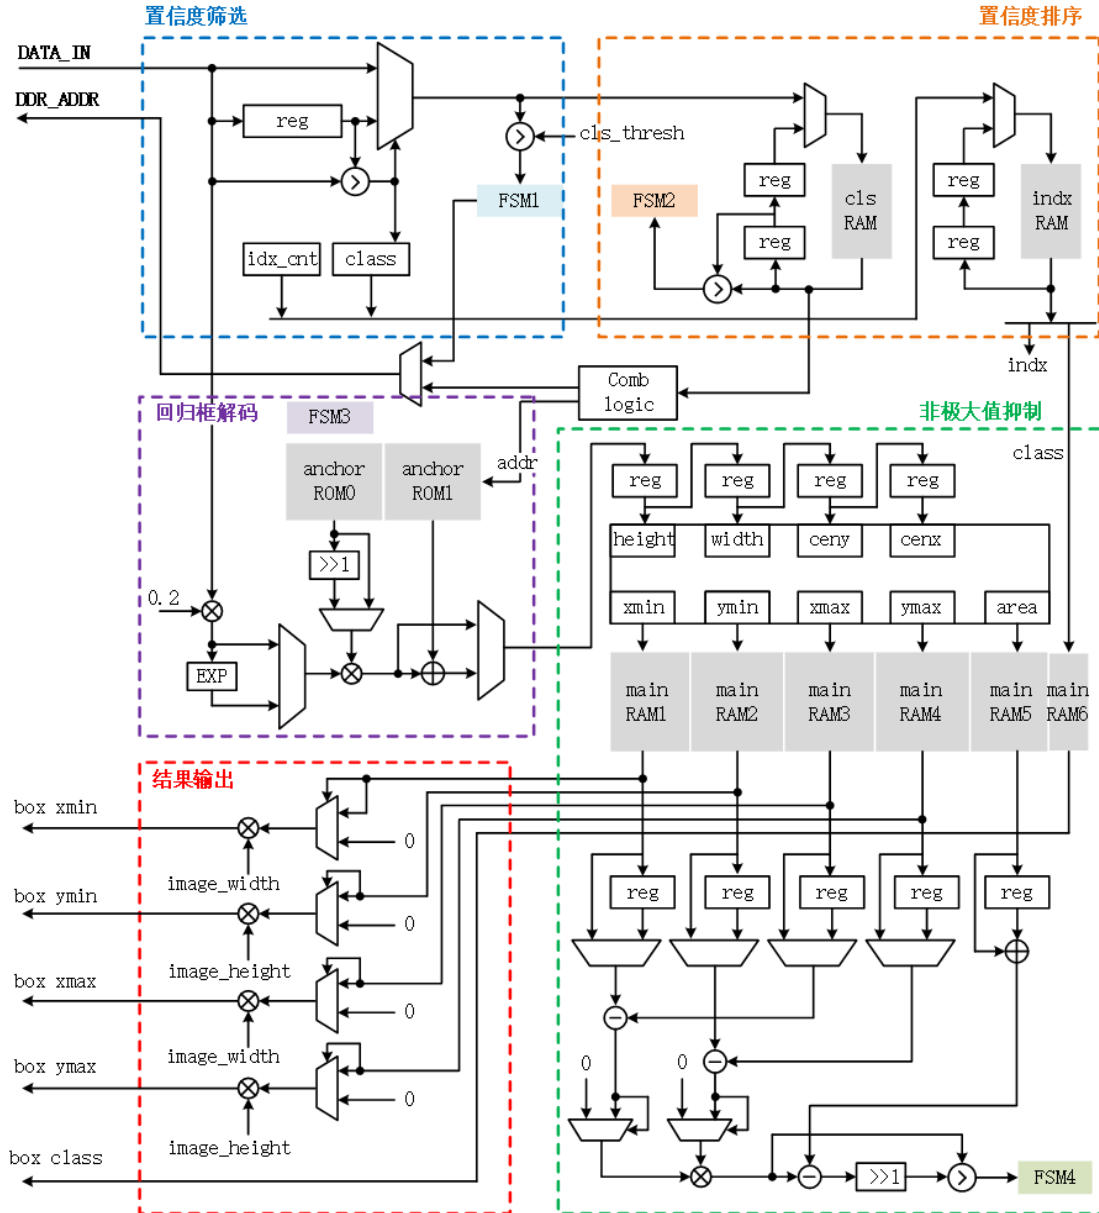 置信度筛选
置信度排序
DATA_IN
DDR_ADDR
reg
>
cls_thresh
>
FSM1
FSM2
reg
cls
RAM
reg
indx
RAM
idx_cnt
class
reg
>
reg
indx
Comb
logic
回归框解码
FSM3
非极大值抑制
anchor
ROM0
anchor
ROM1
addr
class
reg
reg
reg
reg
height
width
ceny
cenx
>>1
0.2
xmin
ymin
xmax
ymax
area
EXP
main
RAM1
main
RAM2
main
RAM3
main
RAM4
main
RAM5
main
RAM6
结果输出
box xmin
0
image_width
box ymin
0
image_height
box xmax
0
image_width
box ymax
0
image_height
box class
reg
reg
reg
reg
reg
0
0
>>1
>
FSM4